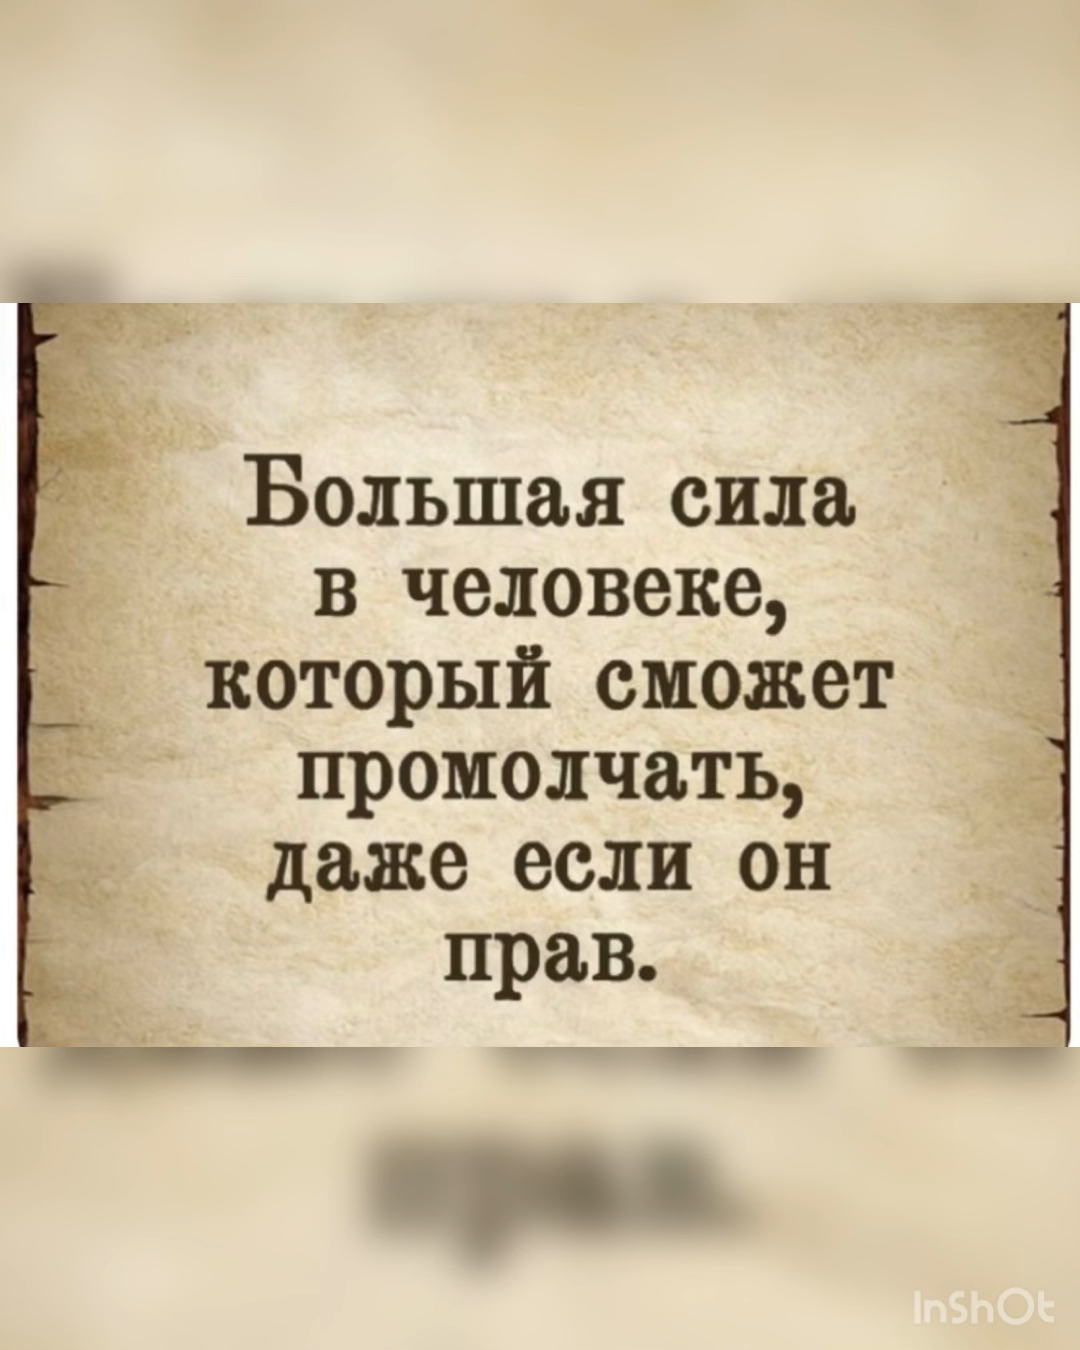 Большая сила
в человеке,
который сможет
промолчать,
даже если он
прав.
InShOt